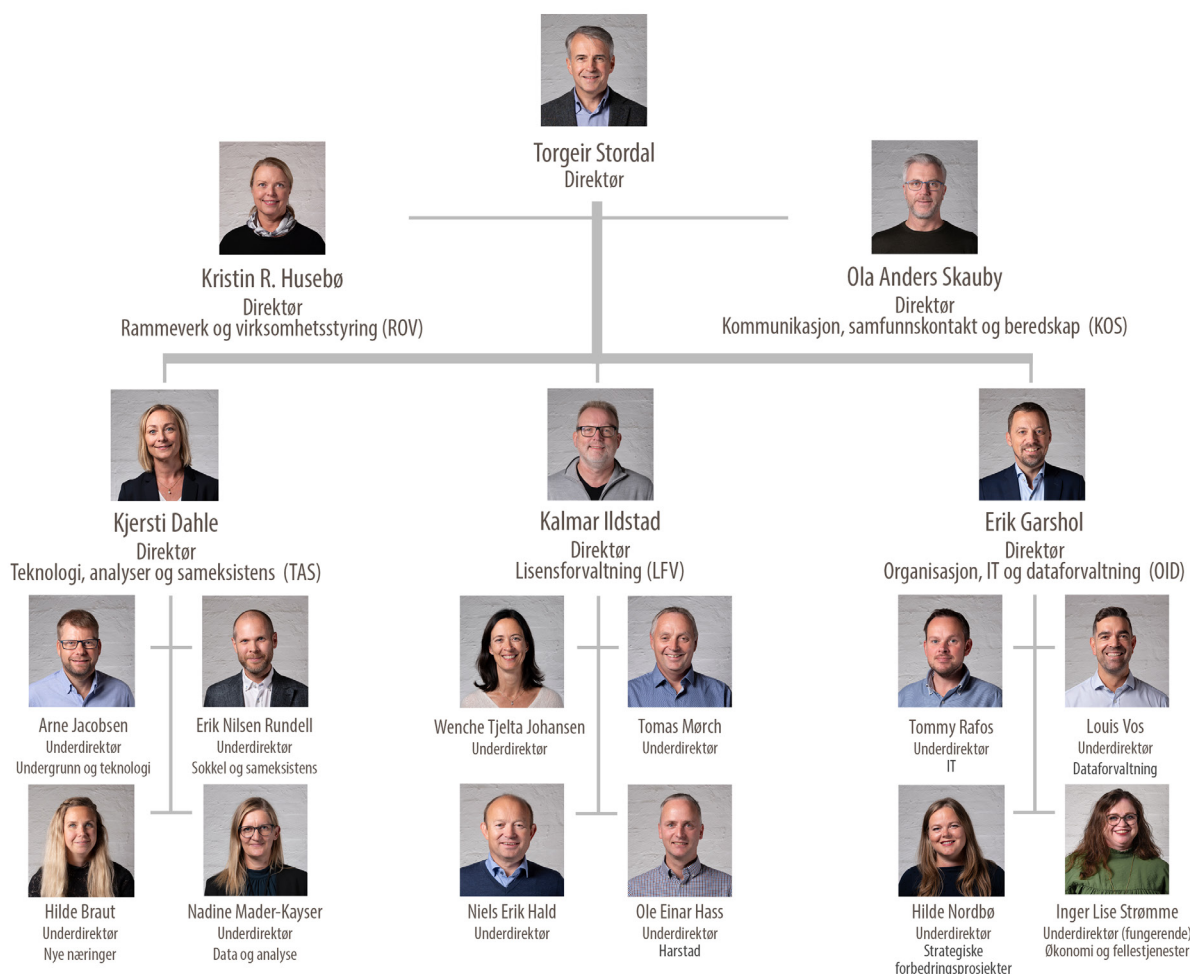 Torgeir Stordal
Direktør
Kristin R. Husebø
Direktør
Rammeverk og virksomhetsstyring (ROV)
Ola Anders Skauby
Direktør
Kommunikasjon, samfunnskontakt og beredskap (KOS)
Kjersti Dahle
Direktør
Teknologi, analyser og sameksistens (TAS)
Kalmar Ildstad
Direktør
Lisensforvaltning (LFV)
Erik Garshol
Direktør
Organisasjon, IT og dataforvaltning (OID)
Arne Jacobsen
Underdirektør
Undergrunn og teknologi
Erik Nilsen Rundell
Underdirektør
Sokkel og sameksistens
Wenche Tjelta Johansen
Underdirektør
Tomas Mørch
Underdirektør
Tommy Rafos
Underdirektør
IT
Louis Vos
Underdirektør
Dataforvaltning
Hilde Braut
Underdirektør
Nye næringer
Nadine Mader-Kayser
Underdirektør
Data og analyse
Niels Erik Hald
Underdirektør
Ole Einar Hass
Underdirektør
Harstad
Hilde Nordbø
Underdirektør
Strategiske
forbedringsprosjekter
Inger Lise Strømme
Underdirektør (fungerende)
Økonomi og fellestjenester